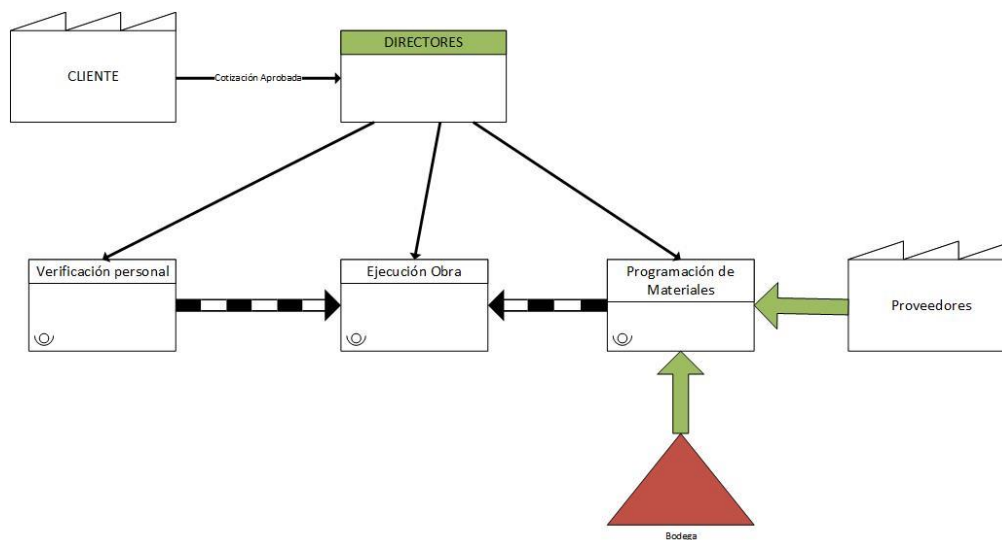 DIRECTORES
CLIENTE
Cotización Aprobada
Verificación personal
Ejecución Obra
Programación de
Materiales
Proveedores
Bodega